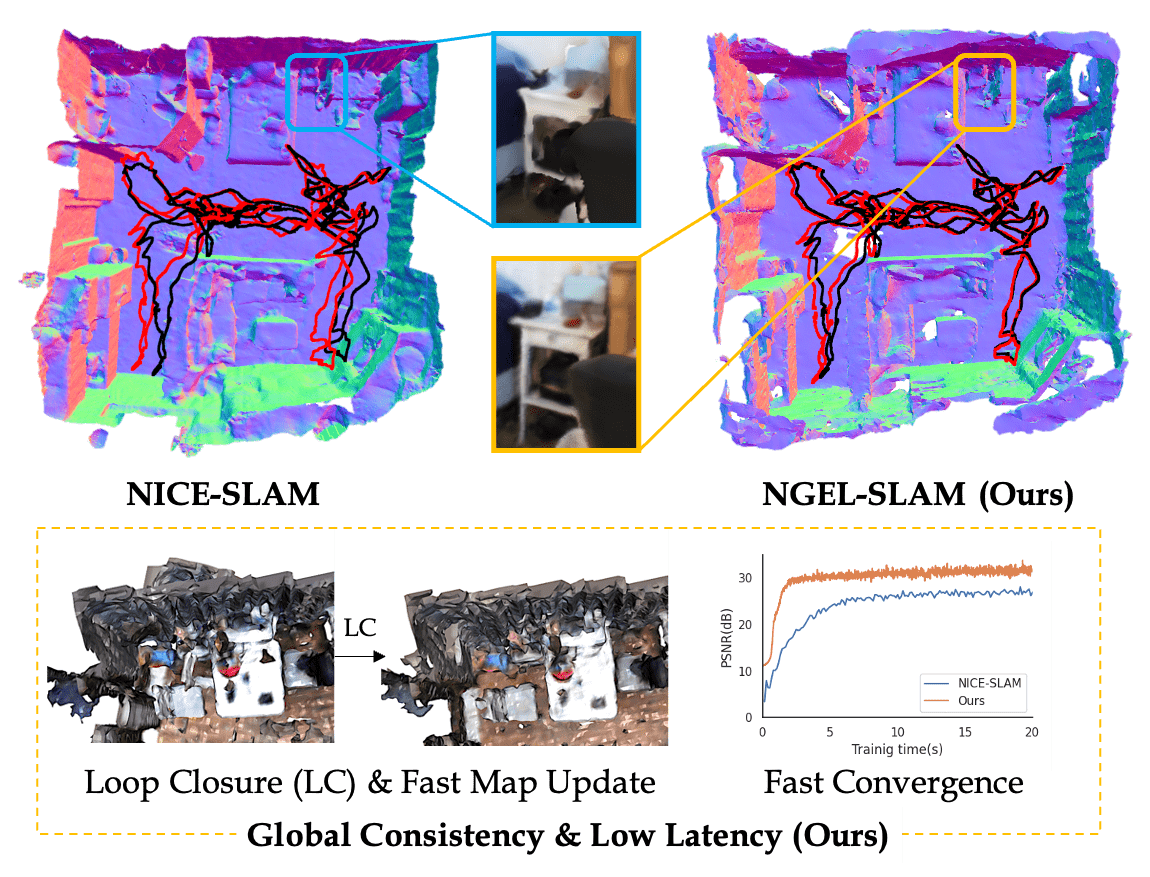 NICE-SLAM
NGEL-SLAM (Ours)
LC
PSNR(dB)
30
20
10
0
NICE-SLAM
Ours
0
5
10
15
20
Trainig time(s)
Loop Closure (LC) & Fast Map Update
Fast Convergence
Global Consistency & Low Latency (Ours)